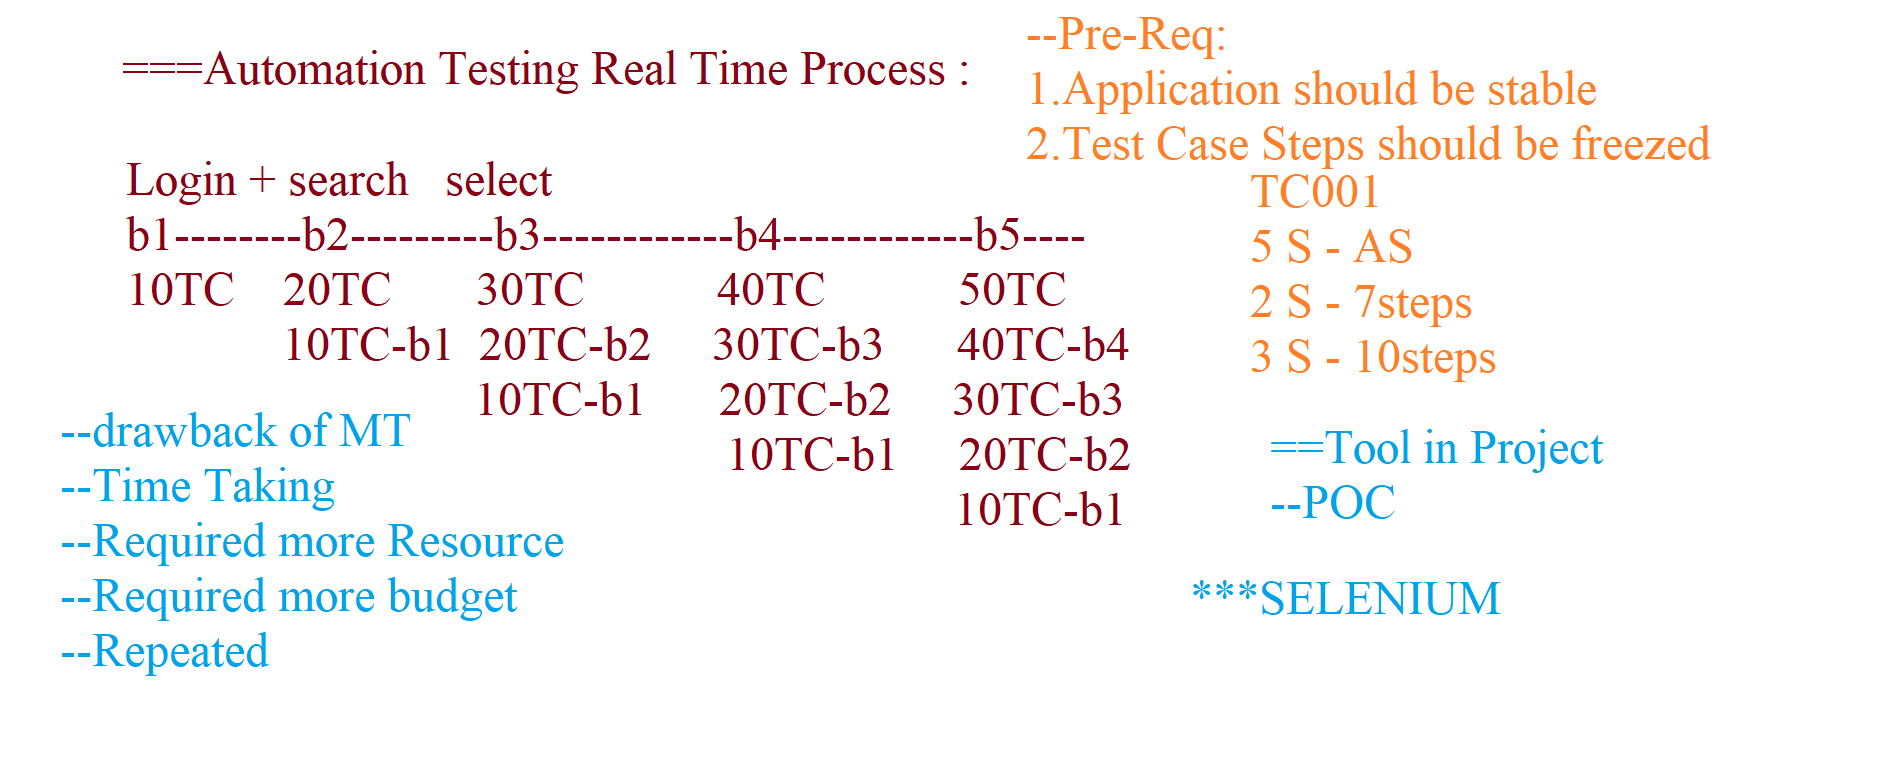 ===Automation Testing Real Time Process :
Login + search   select
b1--------b2---------b3------------b4------------b5----
10TC   20TC   30TC   40TC   50TC
10TC-b1   20TC-b2   30TC-b3   40TC-b4
10TC-b1   20TC-b2   30TC-b3
10TC-b1   20TC-b2
10TC-b1
--Pre-Req:
1.Application should be stable
2.Test Case Steps should be freezed
TC001
5 S - AS
2 S - 7steps
3 S - 10steps
--drawback of MT
--Time Taking
--Required more Resource
--Required more budget
--Repeated
==Tool in Project
--POC
***SELENIUM